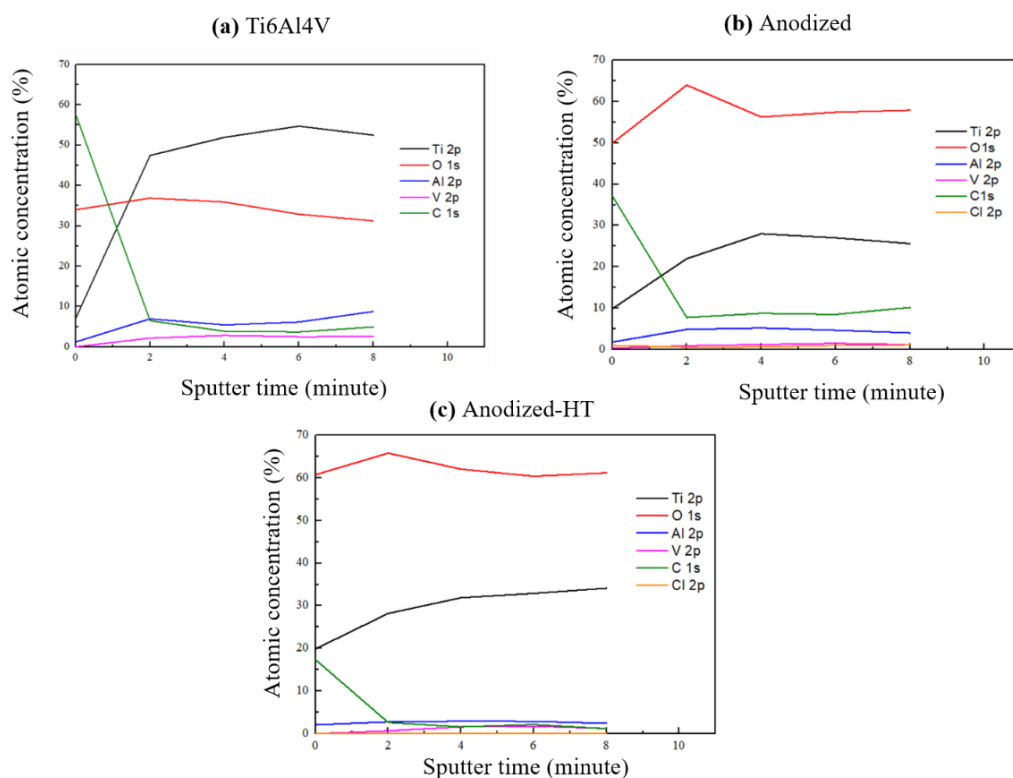 (a) Ti6Al4V
Atomic concentration (%)
70
60
50
40
30
20
10
0
0 2 4 6 8 10
Ti 2p
O 1s
Al 2p
V 2p
C 1s
Sputter time (minute)
(b) Anodized
Atomic concentration (%)
70
60
50
40
30
20
10
0
0 2 4 6 8 10
Ti 2p
O1s
Al 2p
V 2p
C1s
Cl 2p
Sputter time (minute)
(c) Anodized-HT
Atomic concentration (%)
70
60
50
40
30
20
10
0
0 2 4 6 8 10
Ti 2p
O 1s
Al 2p
V 2p
C 1s
Cl 2p
Sputter time (minute)